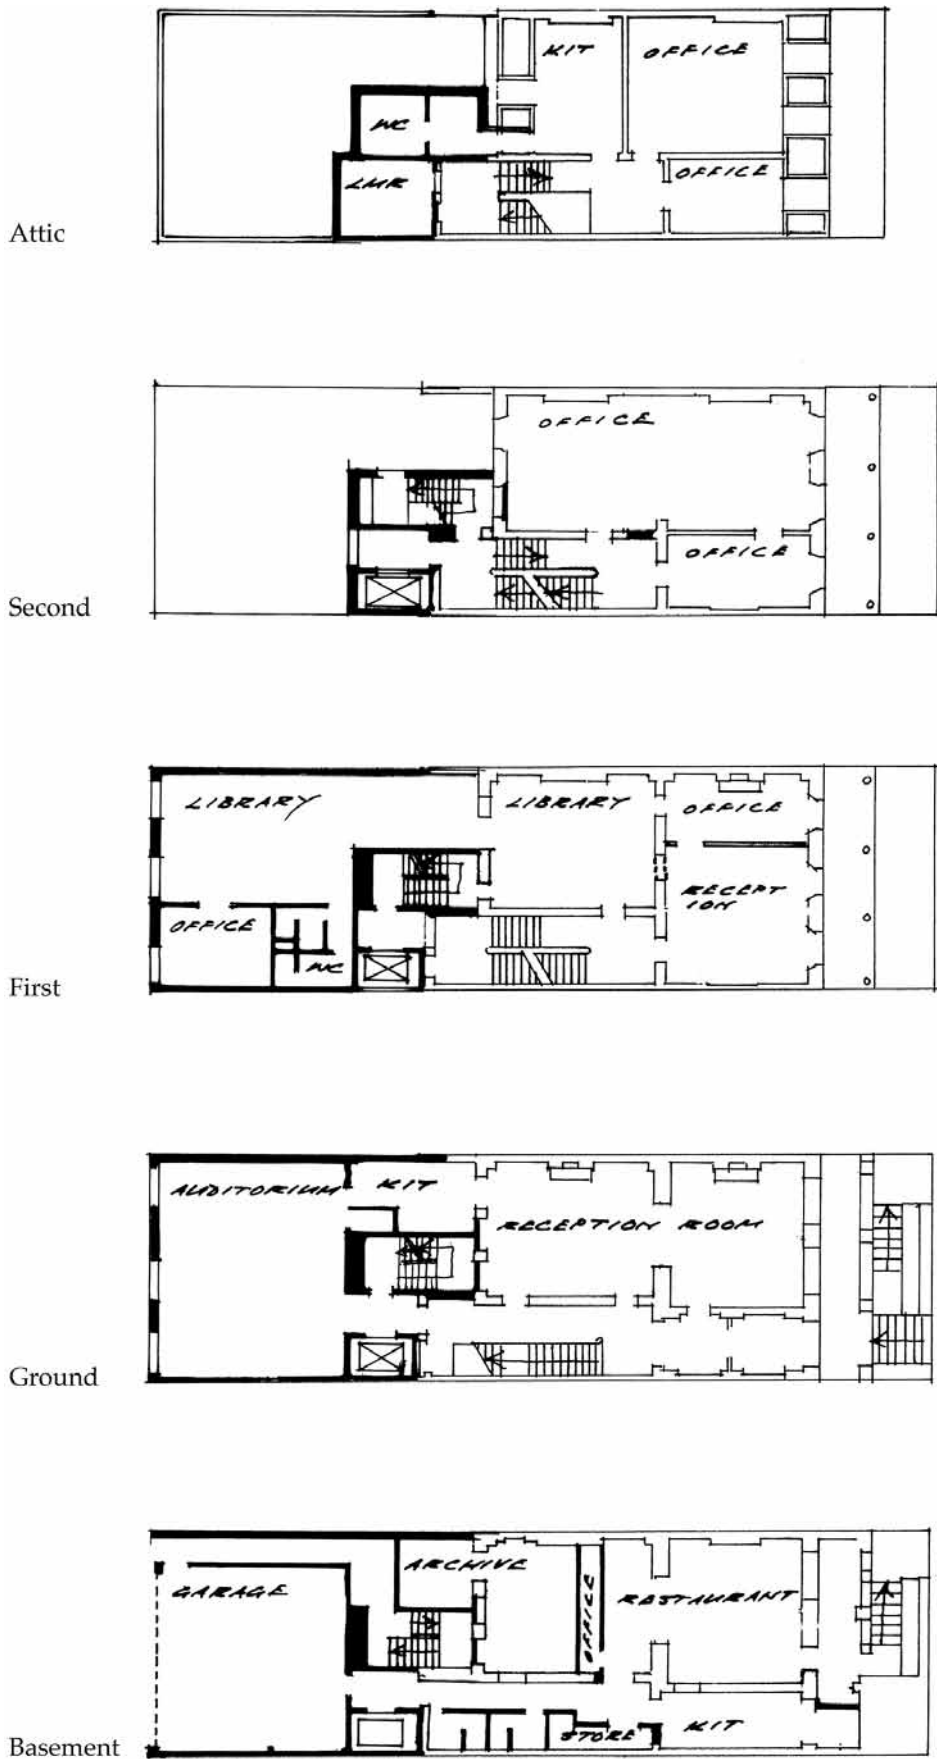 KIT
OFFICE
WC
LMR
OFFICE
Attic
OFFICE
OFFICE
Second
LIBRARY
LIBRARY
OFFICE
RECEPT
ION
OFFICE
WC
First
AUDITORIUM
KIT
RECEPTION ROOM
Ground
ARCHIVE
GARAGE
OFFICE
RESTAURANT
STORE
KIT
Basement